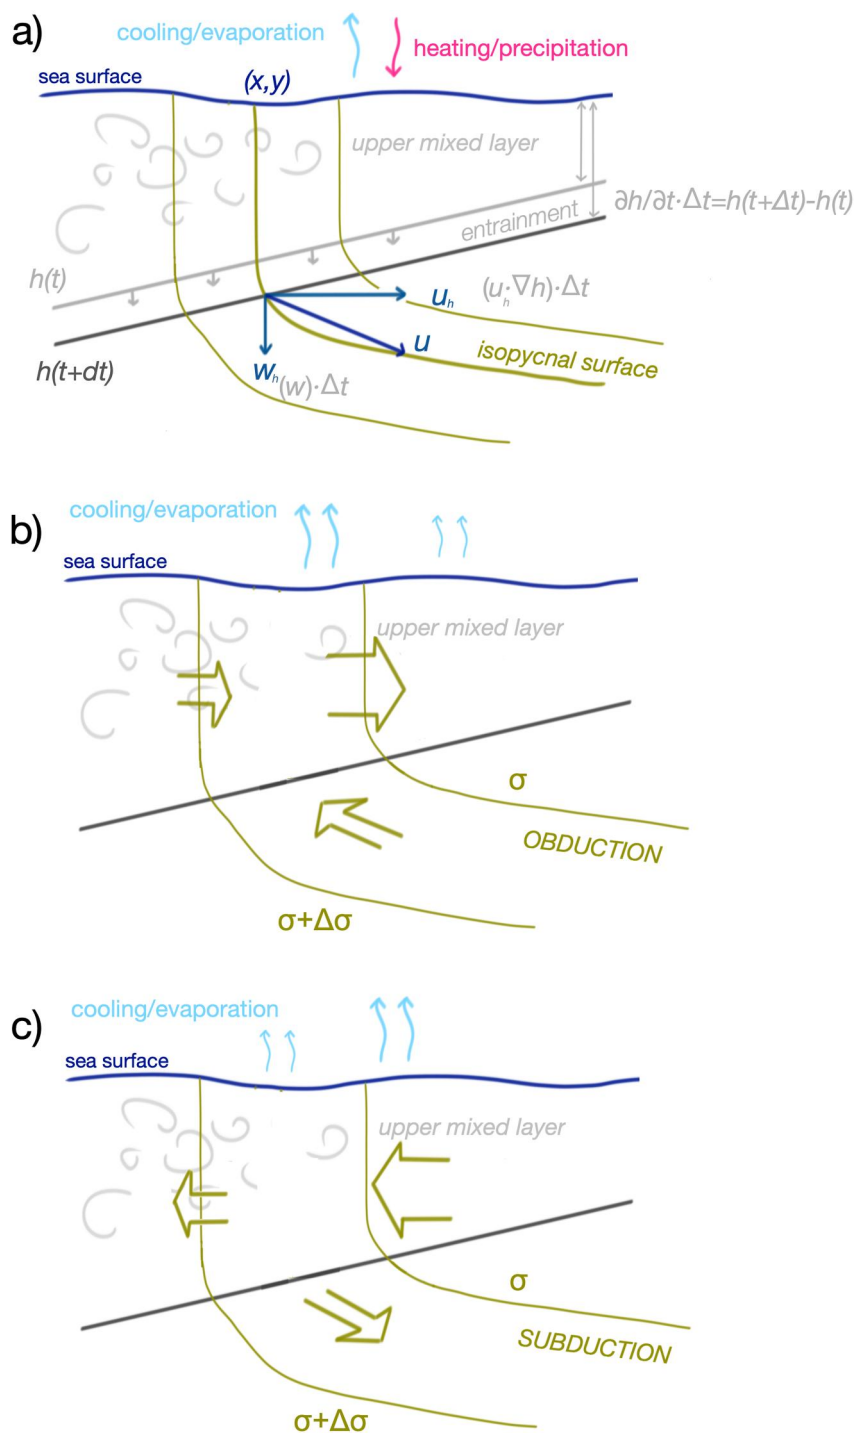 a)
cooling/evaporation
heating/precipitation
sea surface
(x,y)
upper mixed layer
∂h/∂t·Δt=h(t+Δt)-h(t)
entrainment
h(t)
u_h
(u_h·∇h)·Δt
u
isopycnal surface
h(t+dt)
w_h
(w)·Δt
b)
cooling/evaporation
sea surface
upper mixed layer
σ
OBDUCTION
σ+Δσ
c)
cooling/evaporation
sea surface
upper mixed layer
σ
SUBDUCTION
σ+Δσ